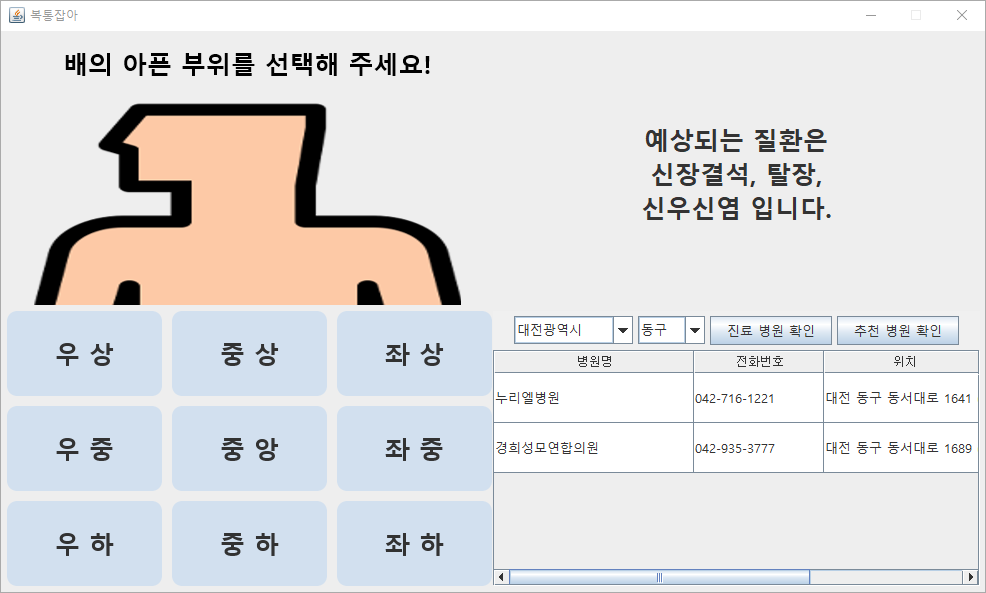 복통잡아
배의 아픈 부위를 선택해 주세요!
예상되는 질환은
신장결석, 탈장,
신우신염 입니다.
우 상 중 상 좌 상
우 중 중 앙 좌 중
우 하 중 하 좌 하
대전광역시 동구 진료 병원 확인 추천 병원 확인
병원명 전화번호 위치
누리엘병원 042-716-1221 대전 동구 동서대로 1641
경희성모연합의원 042-935-3777 대전 동구 동서대로 1689